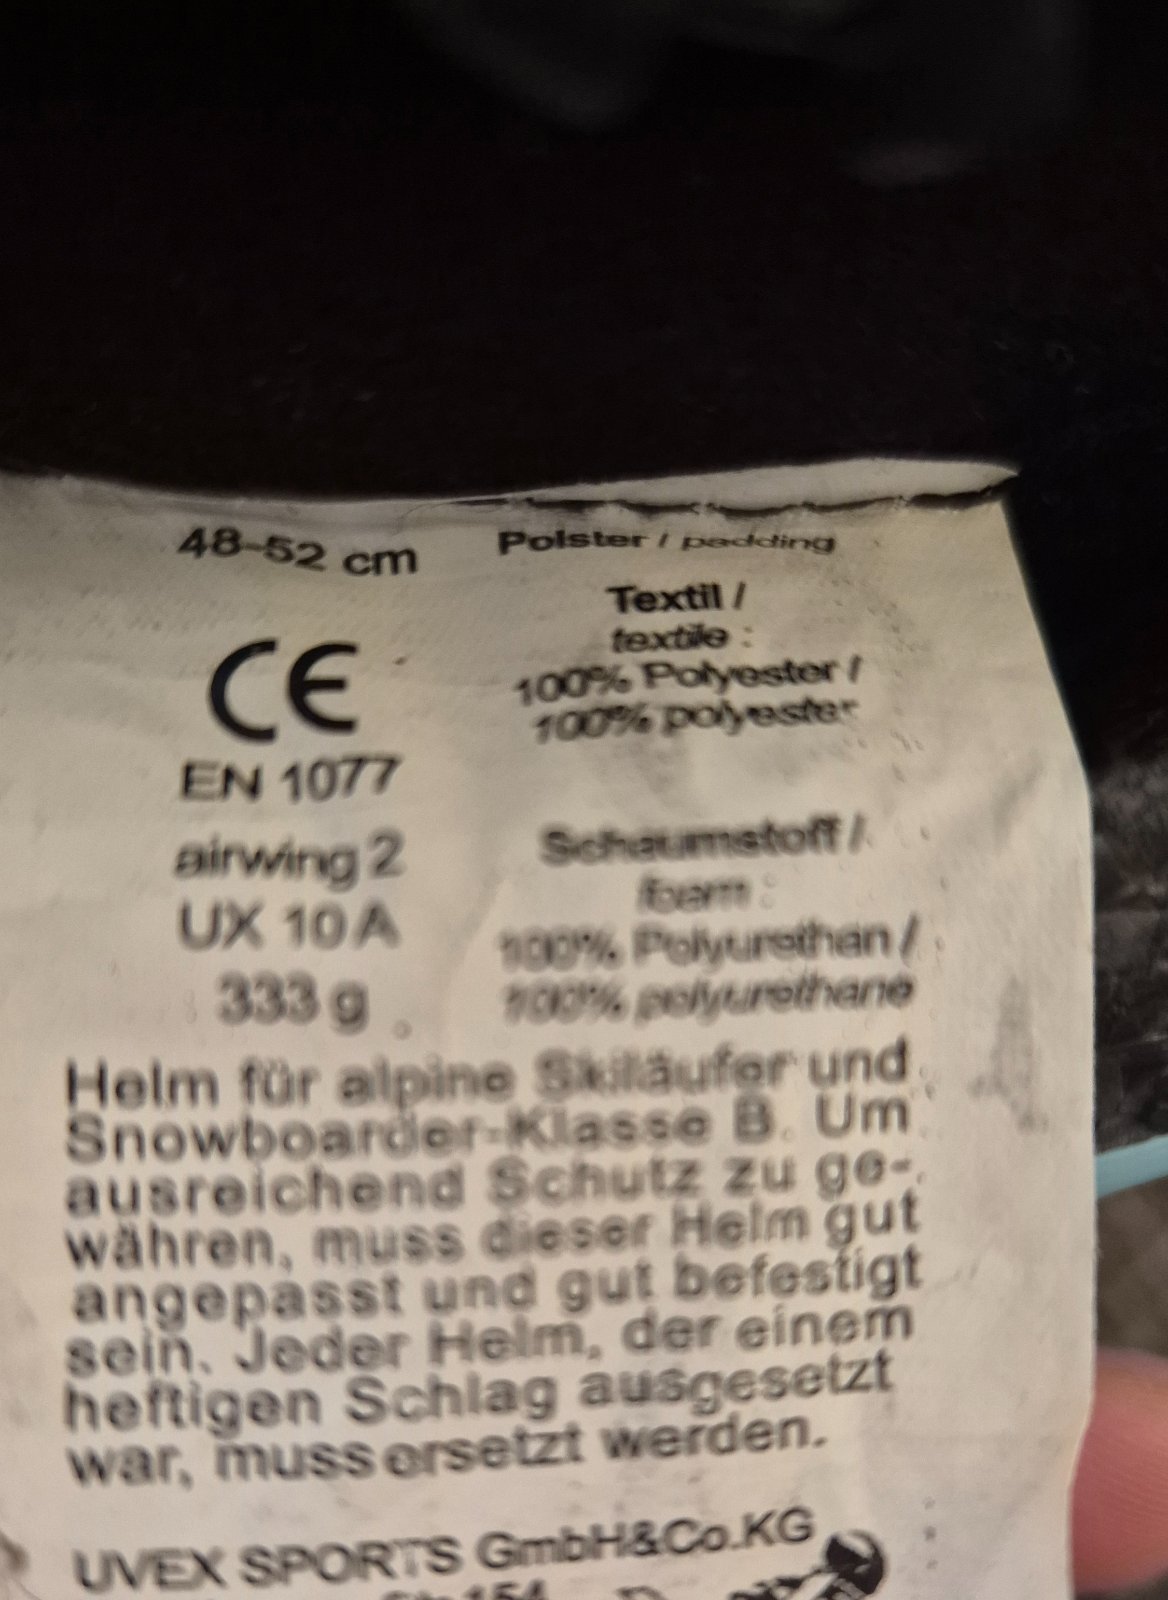 48-52 cm
CE
EN 1077
airwing 2
UX 10 A
333 g
Polster / padding
Textil /
textile :
100% Polyester /
100% polyester
Schaumstoff /
foam :
100% Polyurethan /
100% polyurethane
Helm für alpine Skiläufer und
Snowboarder-Klasse B. Um
ausreichend Schutz zu ge-
währen, muss dieser Helm gut
angepasst und gut befestigt
sein. Jeder Helm, der einem
heftigen Schlag ausgesetzt
war, muss ersetzt werden.
UVEX SPORTS GmbH&Co.KG
154